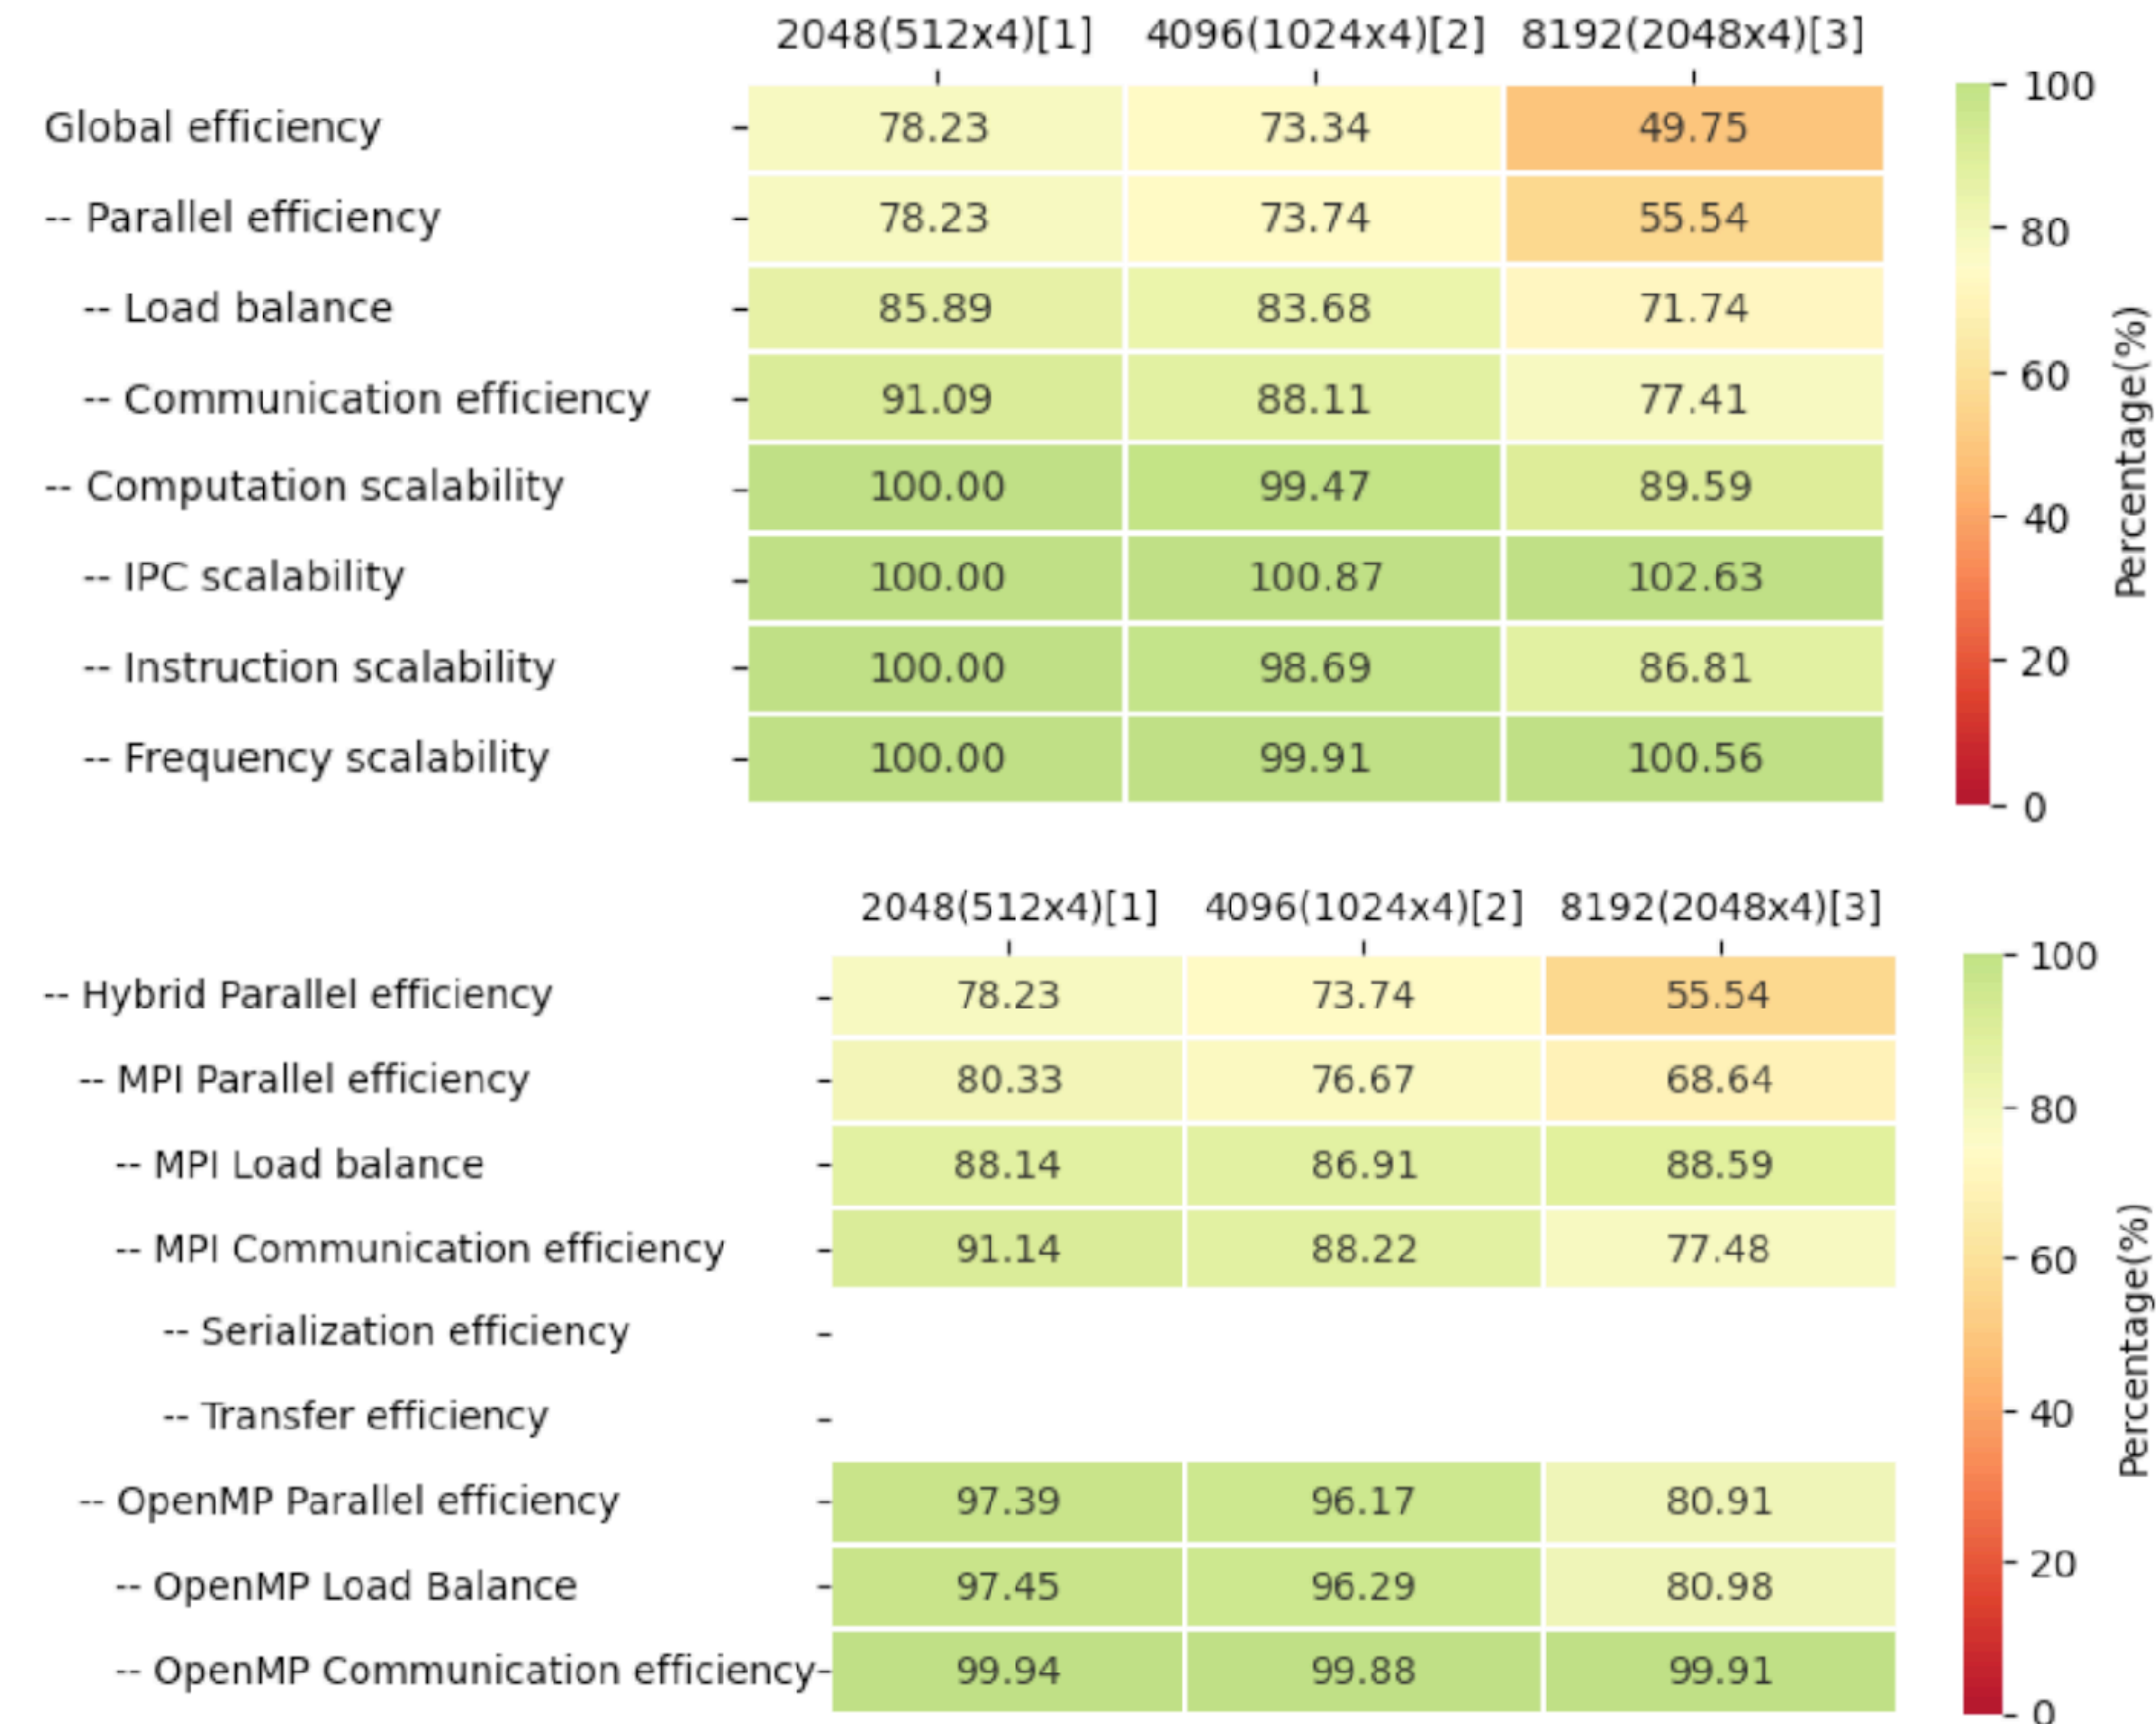 2048(512x4)[1] 4096(1024x4)[2] 8192(2048x4)[3]
Global efficiency 78.23 73.34 49.75
-- Parallel efficiency 78.23 73.74 55.54
-- Load balance 85.89 83.68 71.74
-- Communication efficiency 91.09 88.11 77.41
-- Computation scalability 100.00 99.47 89.59
-- IPC scalability 100.00 100.87 102.63
-- Instruction scalability 100.00 98.69 86.81
-- Frequency scalability 100.00 99.91 100.56
100
80
60
40
20
0
Percentage(%)
2048(512x4)[1] 4096(1024x4)[2] 8192(2048x4)[3]
-- Hybrid Parallel efficiency 78.23 73.74 55.54
-- MPI Parallel efficiency 80.33 76.67 68.64
-- MPI Load balance 88.14 86.91 88.59
-- MPI Communication efficiency 91.14 88.22 77.48
-- Serialization efficiency
-- Transfer efficiency
-- OpenMP Parallel efficiency 97.39 96.17 80.91
-- OpenMP Load Balance 97.45 96.29 80.98
-- OpenMP Communication efficiency 99.94 99.88 99.91
100
80
60
40
20
0
Percentage(%)